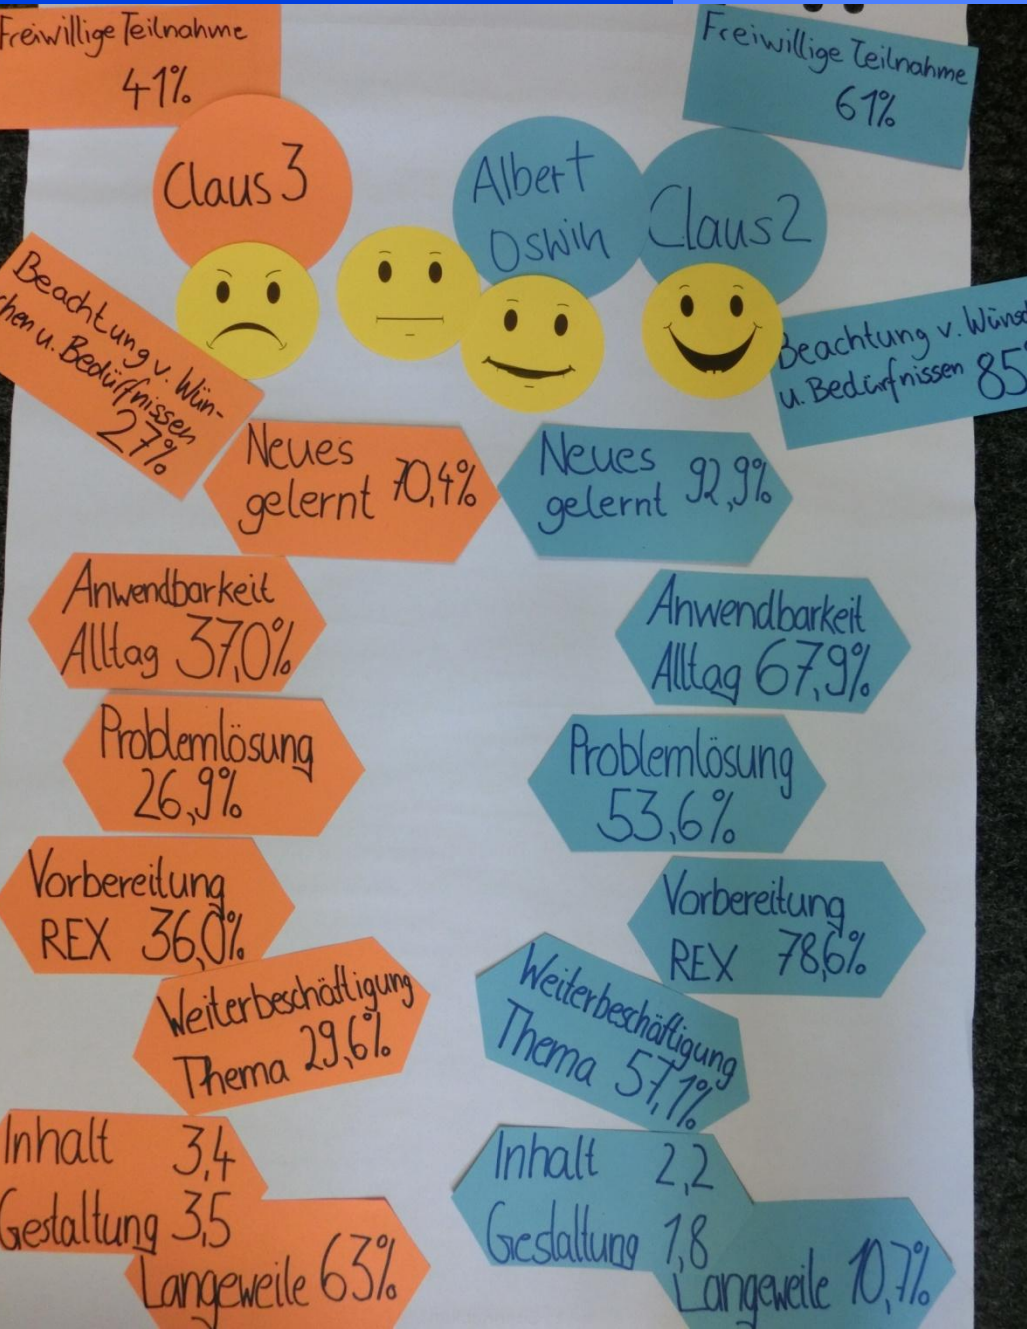 Freiwillige Teilnahme
41%
Freiwillige Teilnahme
61%
Claus 3
Albert
Oswin
Claus 2
Beachtung v. Wün-
chen u. Bedürfnissen
27%
Beachtung v. Wünsc
u. Bedürfnissen 85
Neues
gelernt 70,4%
Neues
gelernt 92,9%
Anwendbarkeit
Alltag 37,0%
Anwendbarkeit
Alltag 67,9%
Problemlösung
26,9%
Problemlösung
53,6%
Vorbereitung
REX 36,0%
Vorbereitung
REX 78,6%
Weiterbeschäftigung
Thema 29,6%
Weiterbeschäftigung
Thema 57,1%
Inhalt 3,4
Gestaltung 3,5
Langeweile 63%
Inhalt 2,2
Gestaltung 1,8
Langeweile 10,7%